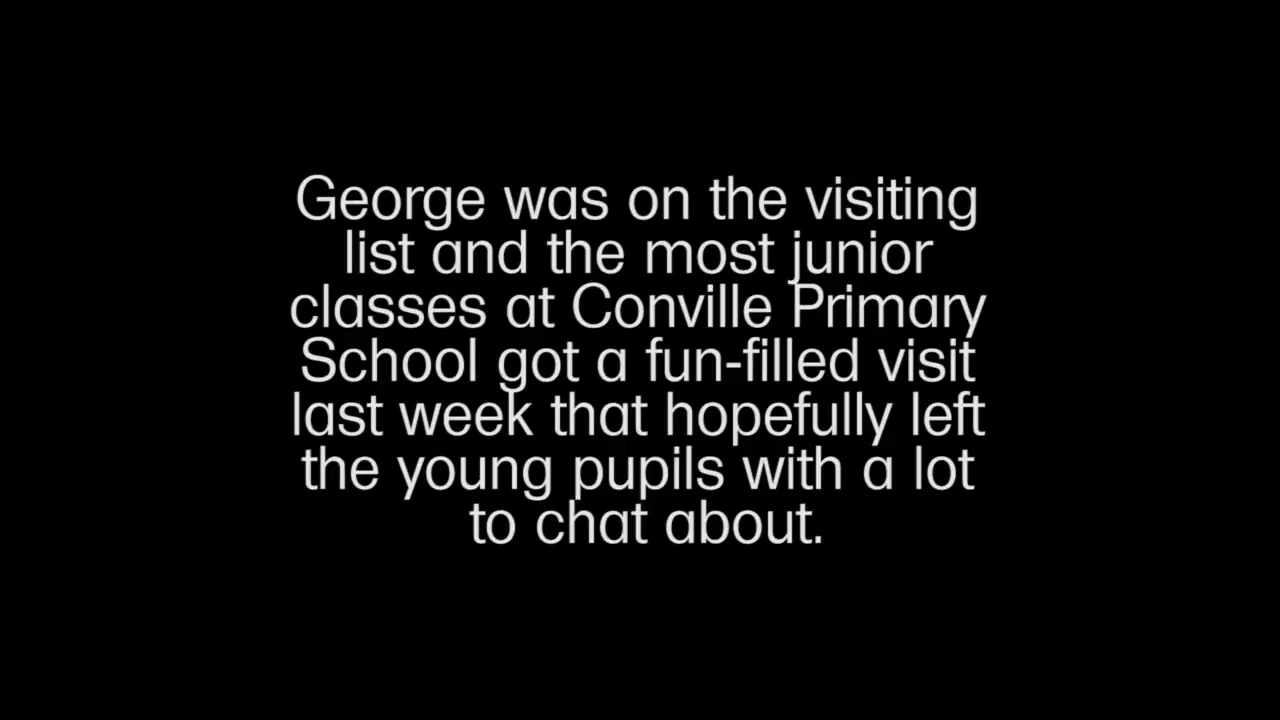 George was on the visiting
list and the most junior
classes at Conville Primary
School got a fun-filled visit
last week that hopefully left
the young pupils with a lot
to chat about.